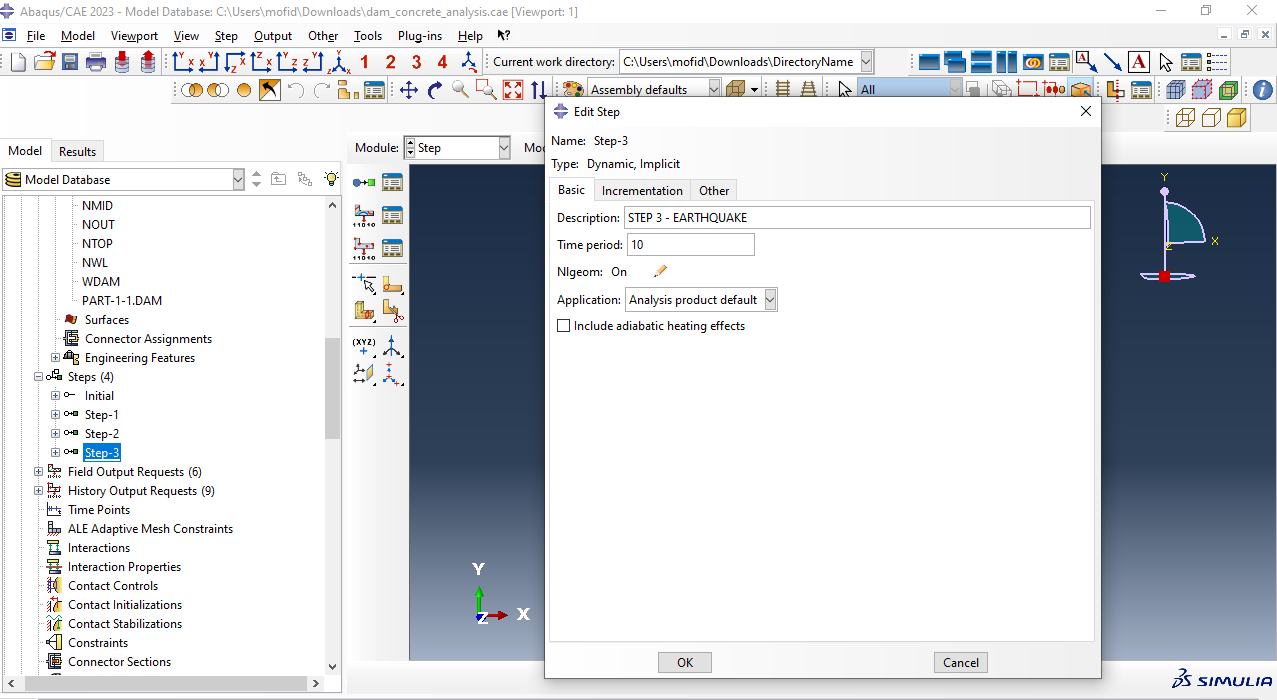 Abaqus/CAE 2023 - Model Database: C:\Users\mofid\Downloads\dam_concrete_analysis.cae [Viewport: 1]
File Model Viewport View Step Output Other Tools Plug-ins Help
1 2 3 4 Current work directory: C:\Users\mofid\Downloads\DirectoryName
Assembly defaults All
Model Results
Module: Step
Model Database
NMID
NOUT
NTOP
NWL
WDAM
PART-1-1.DAM
Surfaces
Connector Assignments
Engineering Features
Steps (4)
Initial
Step-1
Step-2
Step-3
Field Output Requests (6)
History Output Requests (9)
Time Points
ALE Adaptive Mesh Constraints
Interactions
Interaction Properties
Contact Controls
Contact Initializations
Contact Stabilizations
Constraints
Connector Sections
(XYZ)
Edit Step
Name: Step-3
Type: Dynamic, Implicit
Basic Incrementation Other
Description: STEP 3 - EARTHQUAKE
Time period: 10
Nlgeom: On
Application: Analysis product default
Include adiabatic heating effects
OK Cancel
Y
X
Z
Y
X
Z
SIMULIA